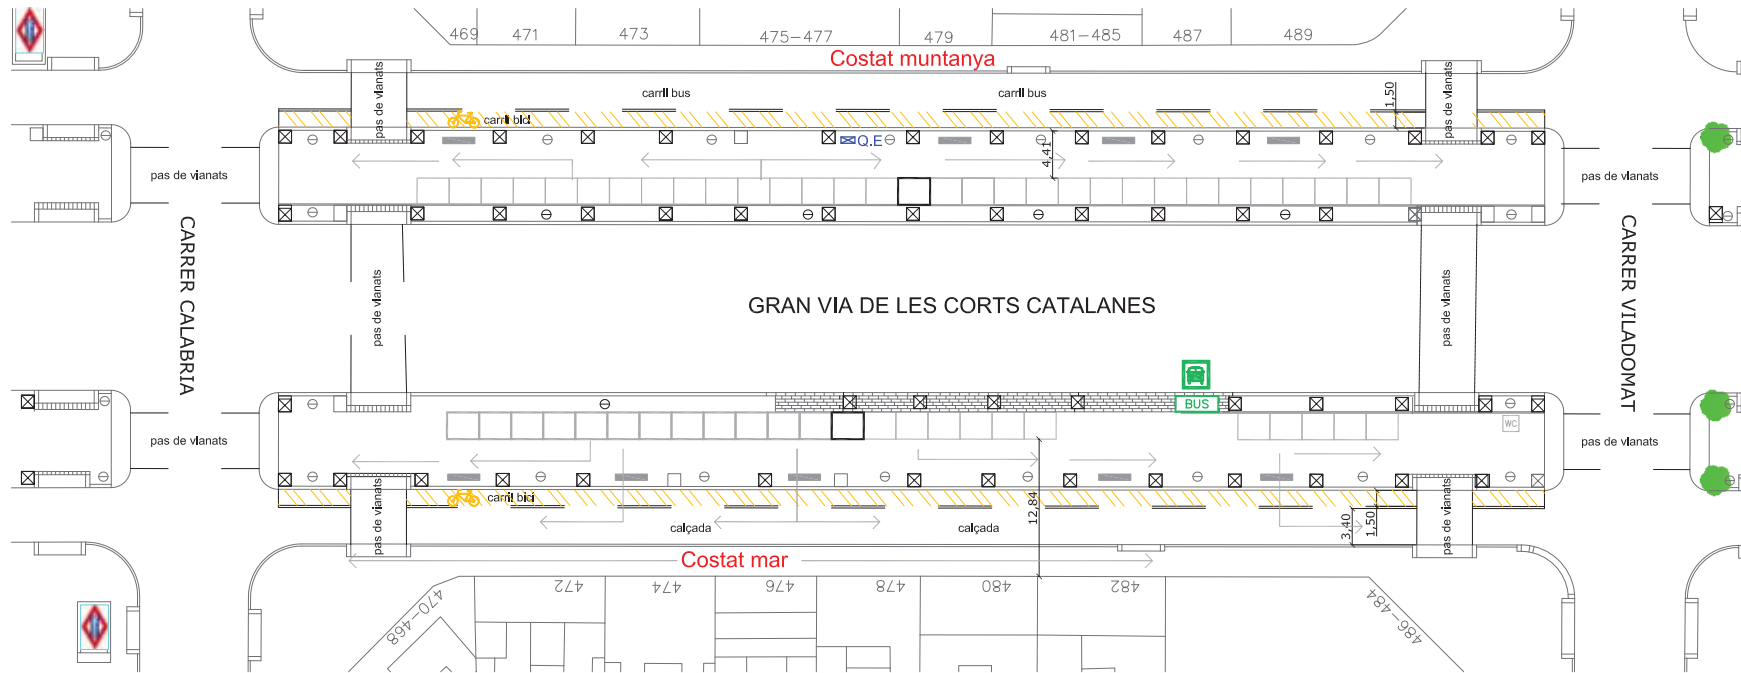 469
471
473
475-477
479
481-485
487
489
Costat muntanya
carril bus
carril bus
pas de vianats
pas de vianats
1,50
carril bici
Q.E
4,41
pas de vianats
pas de vianats
CARRER CALABRIA
CARRER VILADOMAT
pas de vianats
pas de vianats
GRAN VIA DE LES CORTS CATALANES
BUS
WC
pas de vianats
pas de vianats
carril bici
pas de vianats
pas de vianats
calçada
calçada
12,84
3,40
1,50
Costat mar
470-468
472
474
476
478
480
482
486-484